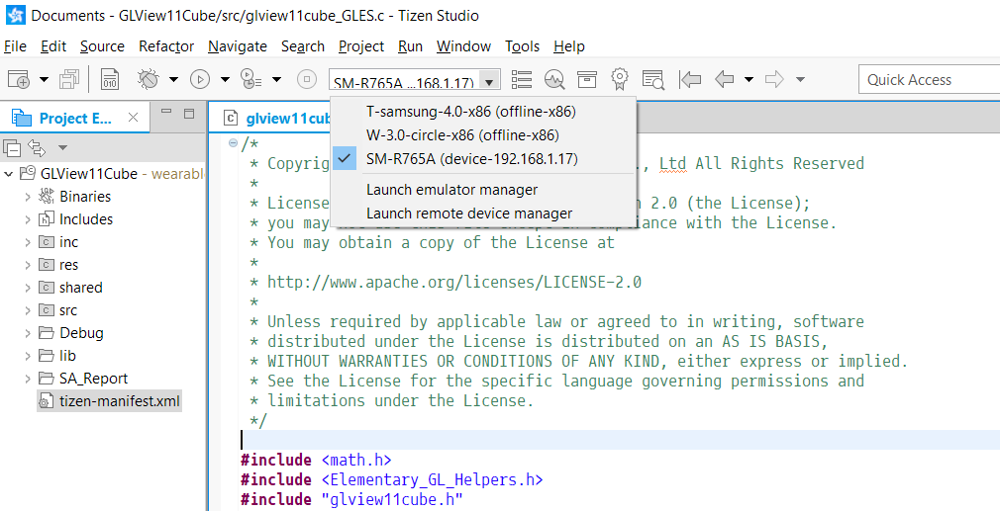 Documents - GLView11Cube/src/glview11cube_GLES.c - Tizen Studio
File Edit Source Refactor Navigate Search Project Run Window Tools Help
SM-R765A ...168.1.17)
Quick Access
Project E...
glview11cub
T-samsung-4.0-x86 (offline-x86)
W-3.0-circle-x86 (offline-x86)
SM-R765A (device-192.168.1.17)
Launch emulator manager
Launch remote device manager
GLView11Cube - wearabl
Binaries
Includes
inc
res
shared
src
Debug
lib
SA_Report
tizen-manifest.xml
/*
* Copyrig ., Ltd All Rights Reserved
*
* License n 2.0 (the License);
* you may not use this file except in compliance with the License.
* You may obtain a copy of the License at
*
* http://www.apache.org/licenses/LICENSE-2.0
*
* Unless required by applicable law or agreed to in writing, software
* distributed under the License is distributed on an AS IS BASIS,
* WITHOUT WARRANTIES OR CONDITIONS OF ANY KIND, either express or implied.
* See the License for the specific language governing permissions and
* limitations under the License.
*/
#include <math.h>
#include <Elementary_GL_Helpers.h>
#include "glview11cube.h"